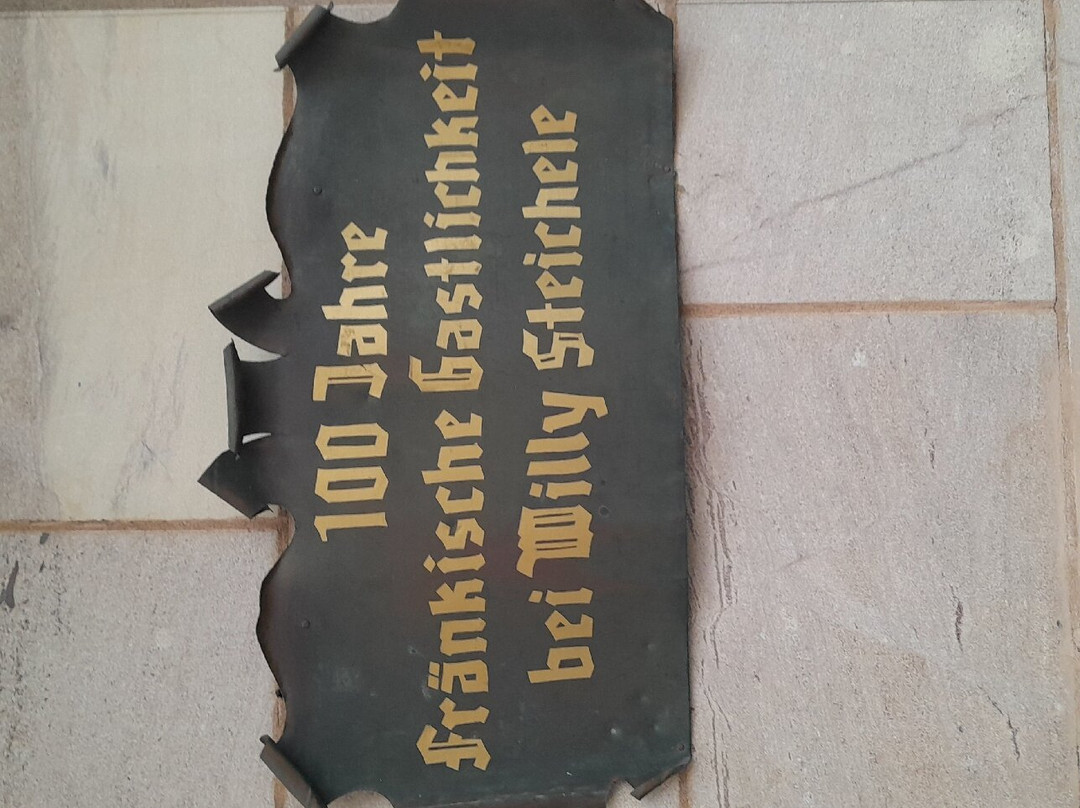 100 Jahre
Fränkische Gastlichkeit
bei Willy Steichele